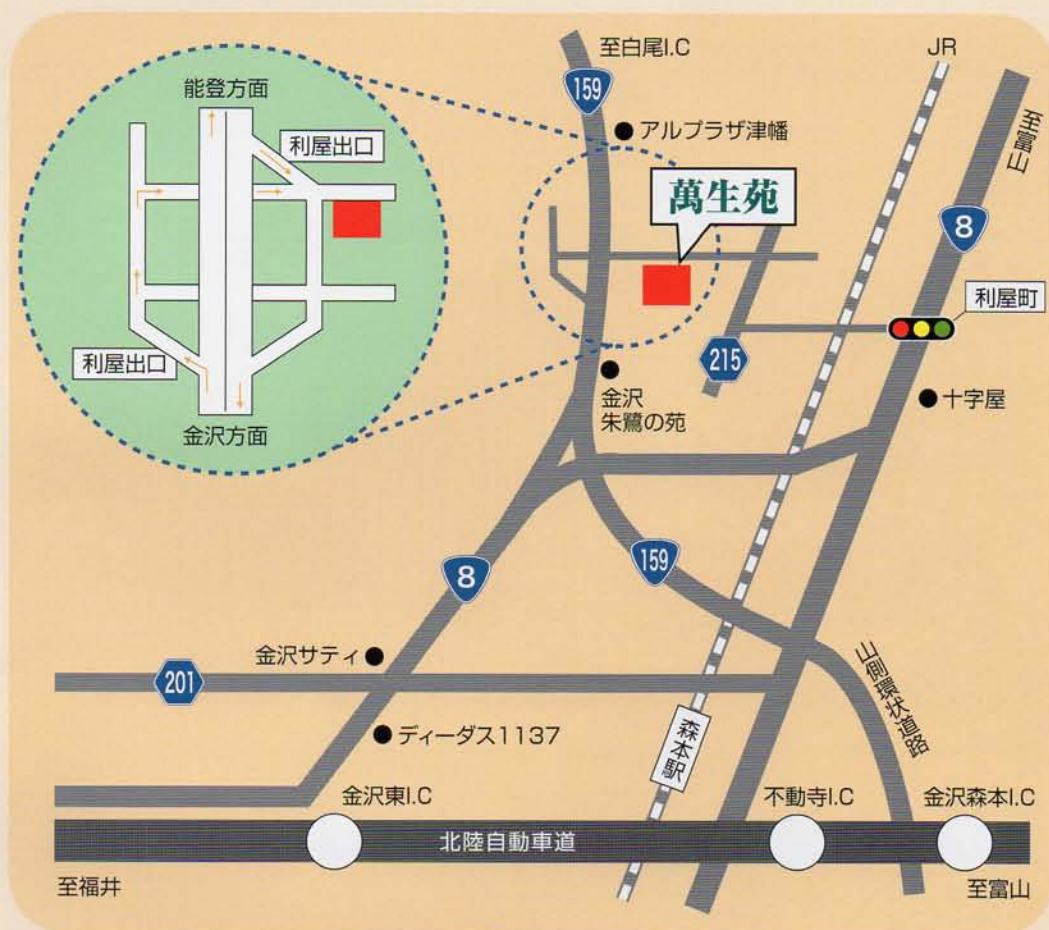 能登方面
利屋出口
利屋出口
金沢方面
至白尾I.C
159
アルプラザ津幡
萬生苑
JR
至富山
8
利屋町
215
金沢
朱鷺の苑
十字屋
8
159
金沢サティ
201
ディーダス1137
森本駅
山側環状道路
金沢東I.C
不動寺I.C
金沢森本I.C
北陸自動車道
至福井
至富山